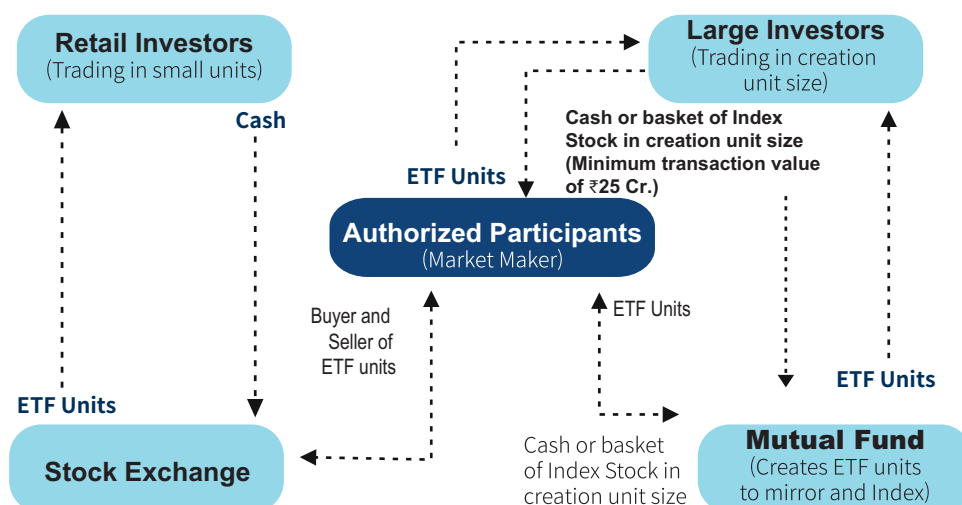 Retail Investors
(Trading in small units)
Large Investors
(Trading in creation
unit size)
Cash
Cash or basket of Index
Stock in creation unit size
(Minimum transaction value
of ₹25 Cr.)
ETF Units
Authorized Participants
(Market Maker)
Buyer and
Seller of
ETF units
ETF Units
ETF Units
ETF Units
Stock Exchange
Cash or basket
of Index Stock in
creation unit size
Mutual Fund
(Creates ETF units
to mirror and Index)